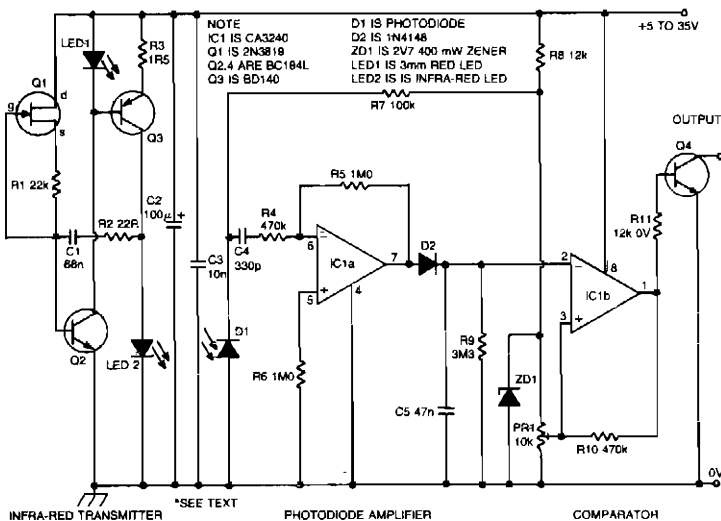 NOTE
IC1 IS CA3240
Q1 IS 2N3819
Q2.4 ARE BC184L
Q3 IS BD140
D1 IS PHOTODIODE
D2 IS 1N4148
ZD1 IS 2V7 400 mW ZENER
LED1 IS 3mm RED LED
LED2 IS IS INFRA-RED LED
+5 TO 35V
LED1
R3
1R5
R8 12k
Q1
d
g
s
Q3
R7 100k
OUTPUT
Q4
R1 22k
R5 1M0
C2
100µ
+
R4
470k
R11
12k 0V
R2 22R
C1
68n
C3
10n
C4
330p
6
−
IC1a
7
D2
2
−
8
IC1b
1
5
+
4
3
+
Q2
LED 2
D1
R6 1M0
R9
3M3
ZD1
C5 47n
PR1
10k
R10 470k
0V
*SEE TEXT
INFRA-RED TRANSMITTER
PHOTODIODE AMPLIFIER
COMPARATOR